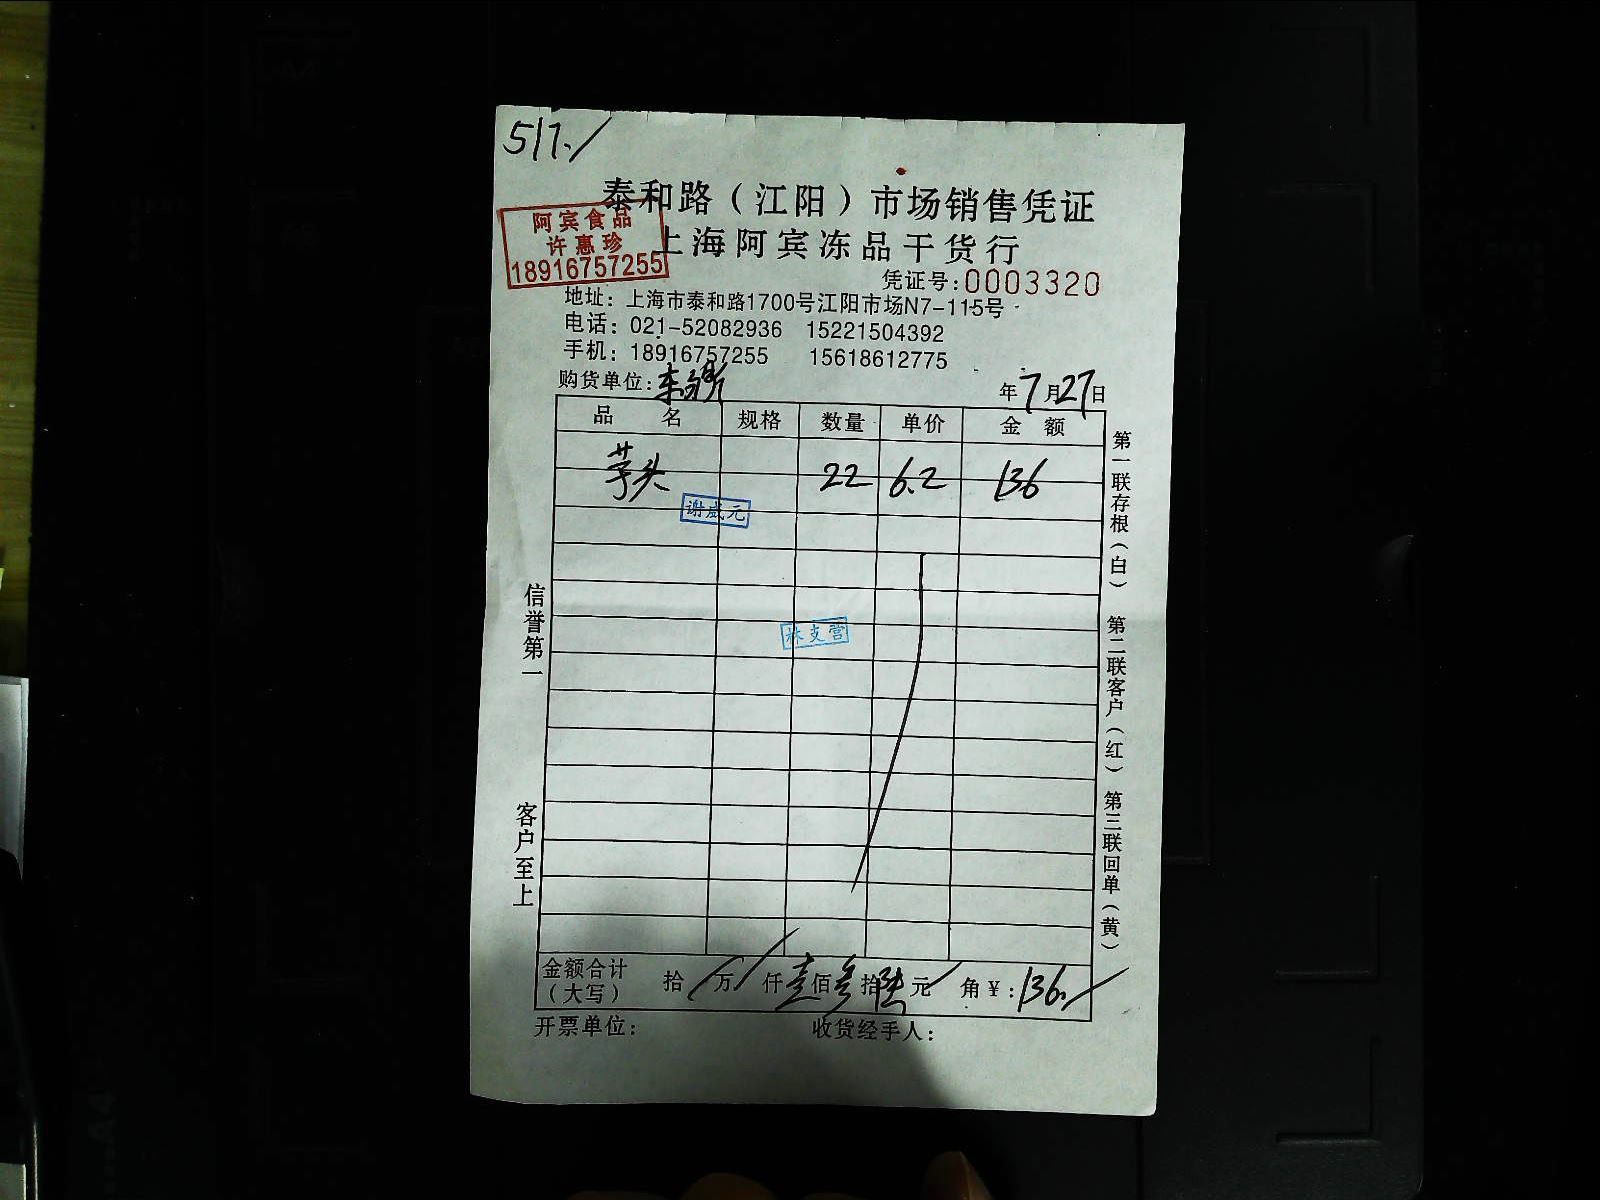 517.
泰和路（江阳）市场销售凭证
阿宾食品
许惠珍
18916757255
上海阿宾冻品干货行
凭证号:0003320
地址：上海市泰和路1700号江阳市场N7-115号
电话：021-52082936 15221504392
手机：18916757255 15618612775
购货单位: 年7月27日
品 名 规格 数量 单价 金 额
芋头 22 6.2 136
谢成元
林支营
信誉第一
客户至上
第一联存根（白） 第二联客户（红） 第三联回单（黄）
金额合计（大写） 拾 万 仟壹佰叁拾陆元 角￥:136.
开票单位： 收货经手人：